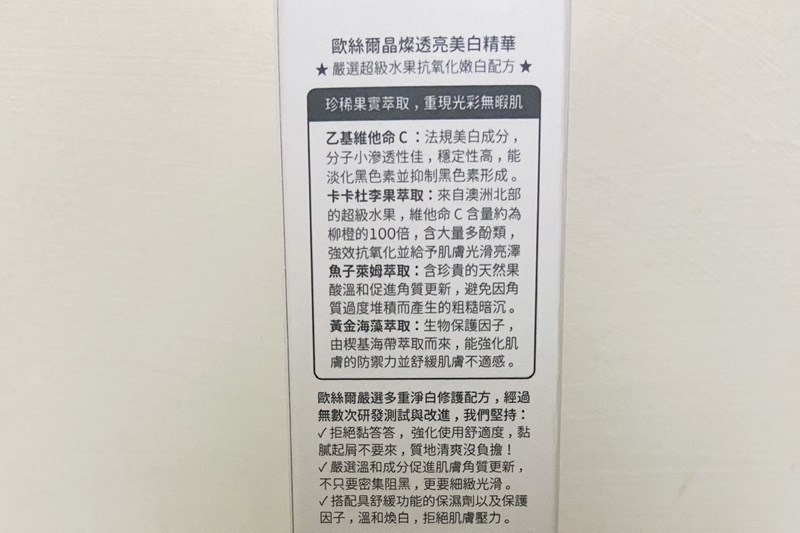 歐絲爾晶燦透亮美白精華
★ 嚴選超級水果抗氧化嫩白配方 ★
珍稀果實萃取，重現光彩無暇肌
乙基維他命 C：法規美白成分，
分子小滲透性佳，穩定性高，能
淡化黑色素並抑制黑色素形成。
卡卡杜李果萃取：來自澳洲北部
的超級水果，維他命 C 含量約為
柳橙的100倍，含大量多酚類，
強效抗氧化並給予肌膚光滑亮澤
魚子萊姆萃取：含珍貴的天然果
酸溫和促進角質更新，避免因角
質過度堆積而產生的粗糙暗沉。
黃金海藻萃取：生物保護因子，
由楔基海帶萃取而來，能強化肌
膚的防禦力並舒緩肌膚不適感。
歐絲爾嚴選多重淨白修護配方，經過
無數次研發測試與改進，我們堅持：
✓拒絕黏答答，強化使用舒適度，黏
膩起屑不要來，質地清爽沒負擔！
✓嚴選溫和成分促進肌膚角質更新，
不只要密集阻黑，更要細緻光滑。
✓搭配具舒緩功能的保濕劑以及保護
因子，溫和煥白，拒絕肌膚壓力。